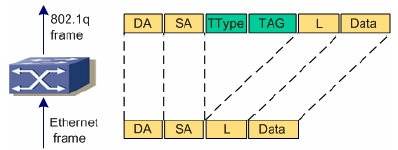 802.1q
frame
DA SA TType TAG L Data
Ethernet
frame
DA SA L Data